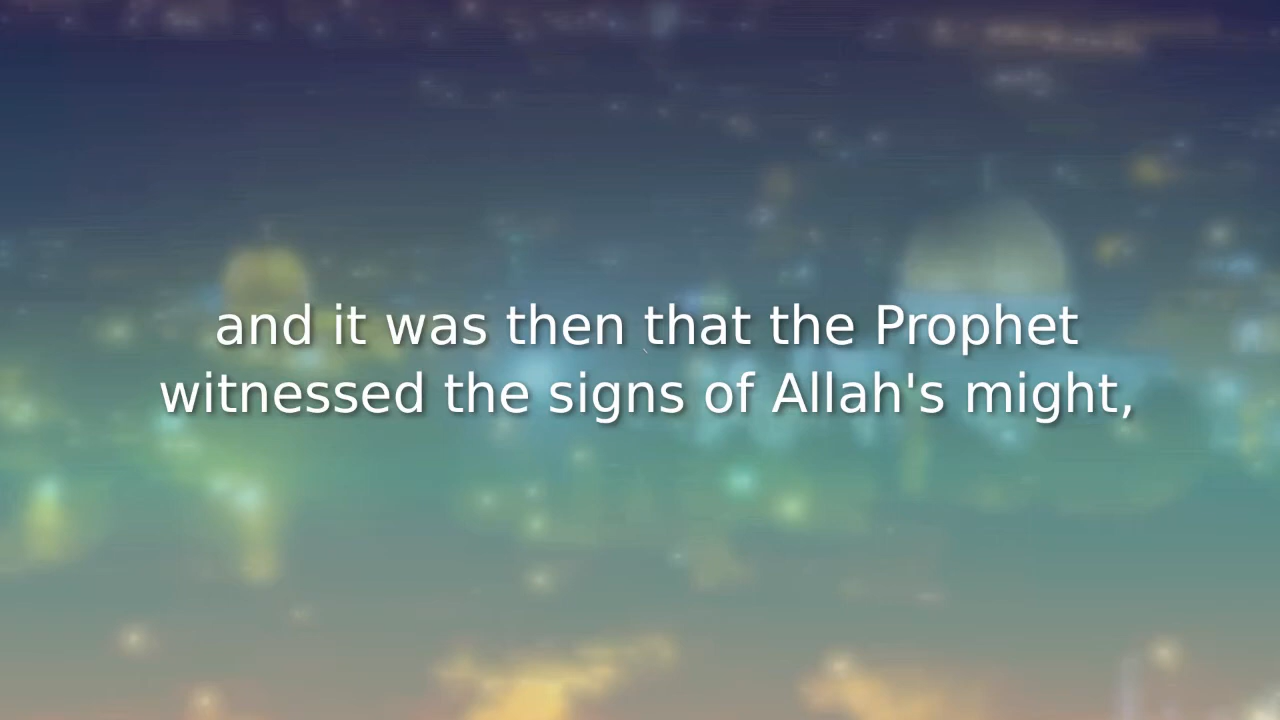 and it was then that the Prophet
witnessed the signs of Allah's might,